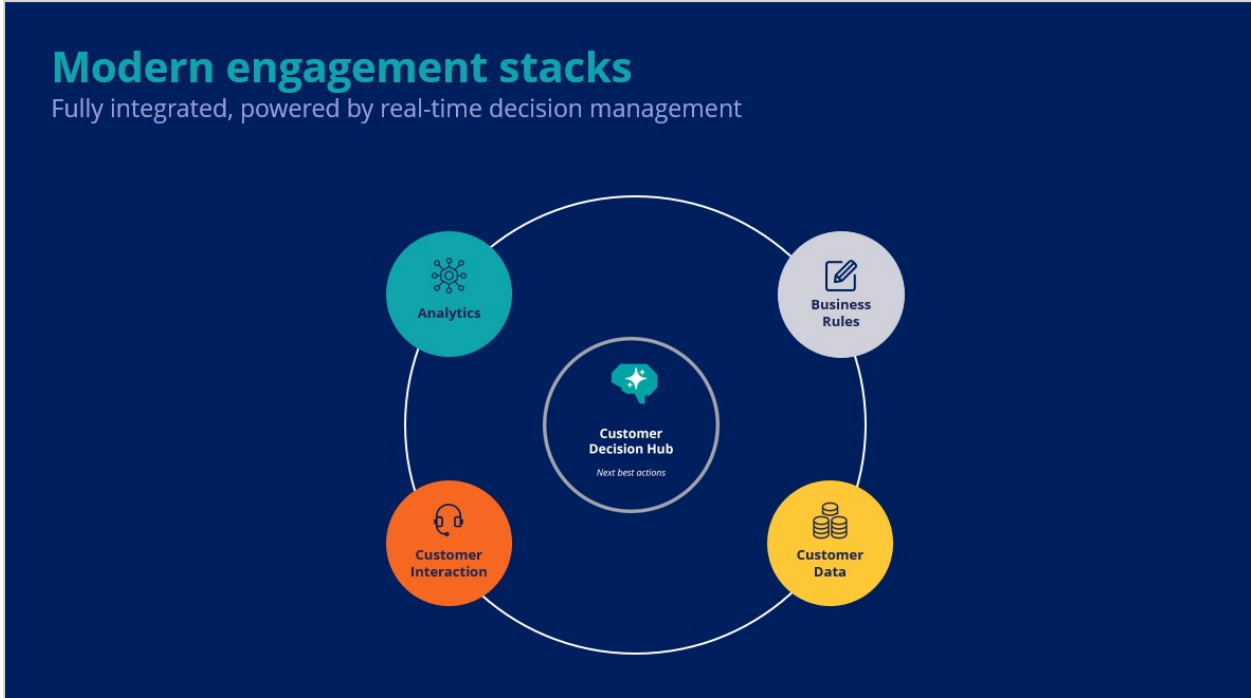 Modern engagement stacks
Fully integrated, powered by real-time decision management
Analytics
Business
Rules
Customer
Decision Hub
Next best actions
Customer
Interaction
Customer
Data